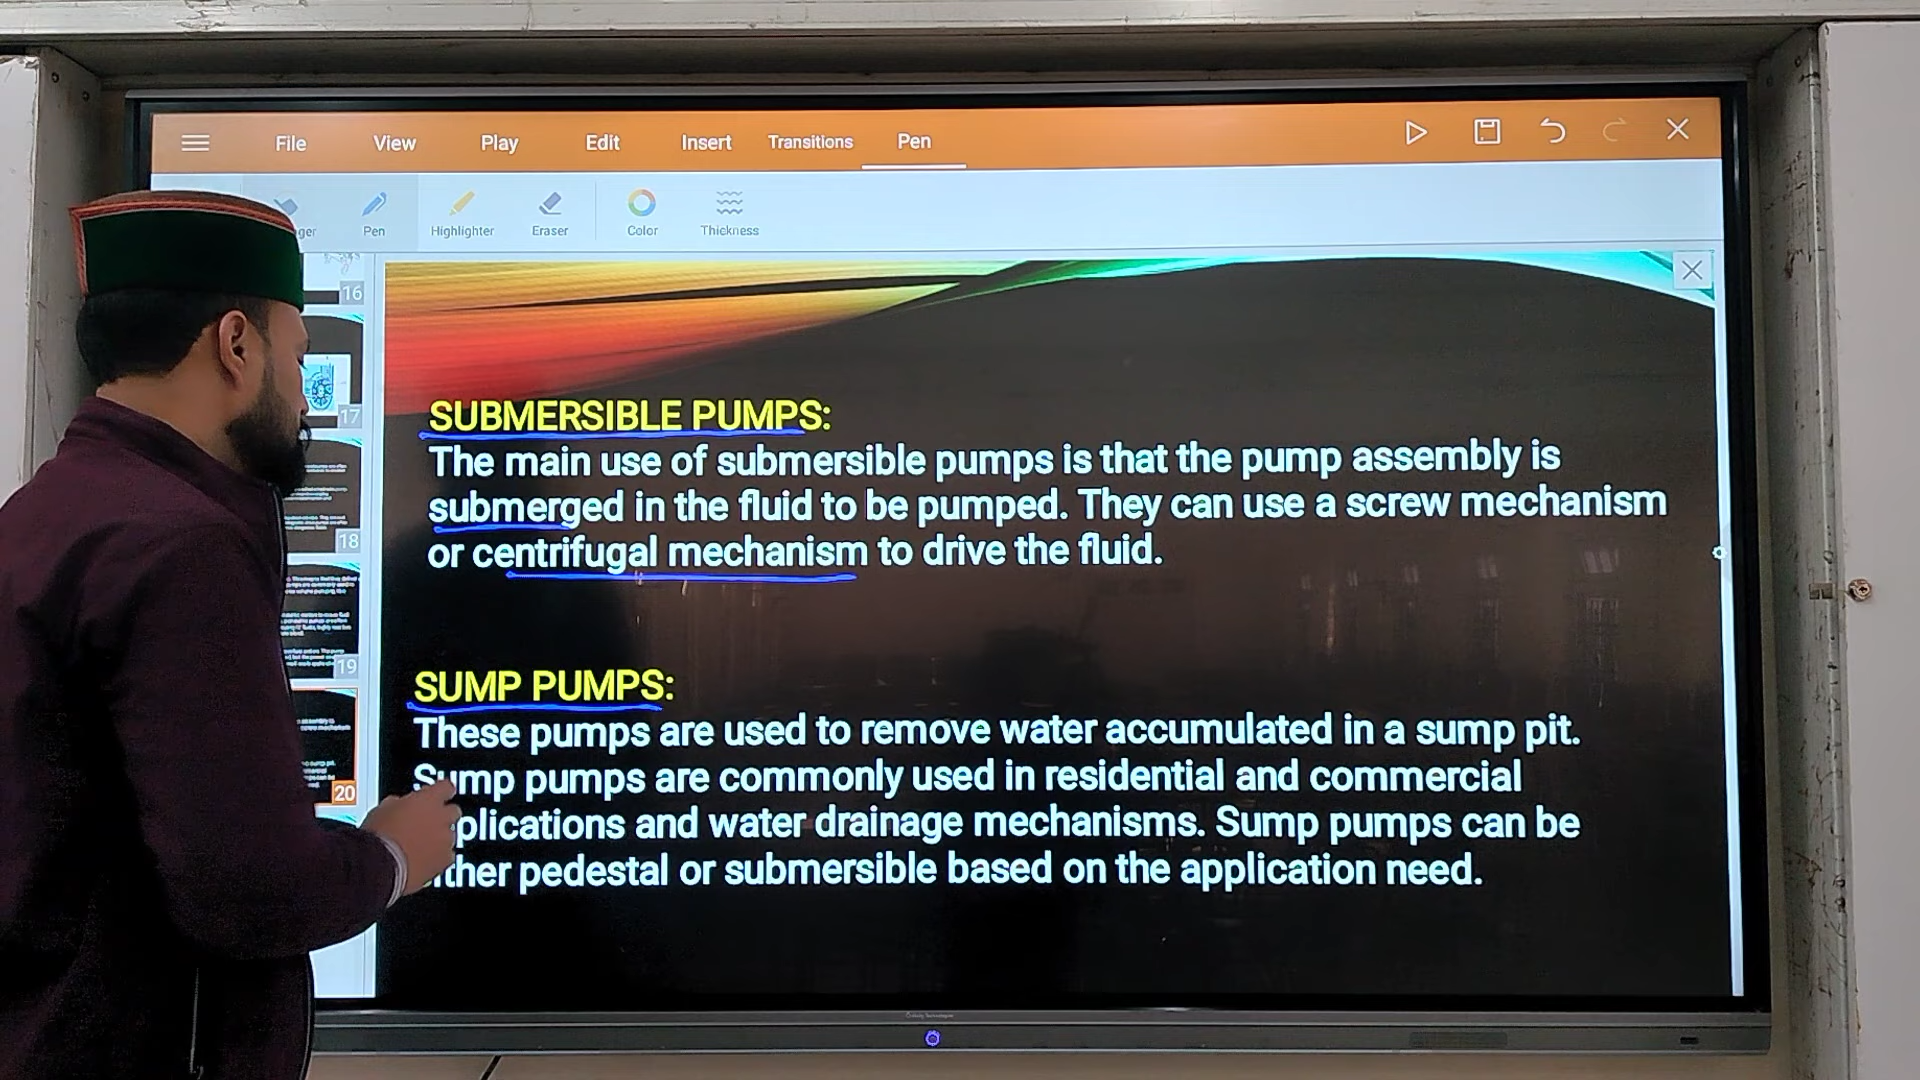 File View Play Edit Insert Transitions Pen
Pen Highlighter Eraser Color Thickness
16
17
18
19
20
SUBMERSIBLE PUMPS:
The main use of submersible pumps is that the pump assembly is
submerged in the fluid to be pumped. They can use a screw mechanism
or centrifugal mechanism to drive the fluid.
SUMP PUMPS:
These pumps are used to remove water accumulated in a sump pit.
Sump pumps are commonly used in residential and commercial
plications and water drainage mechanisms. Sump pumps can be
ther pedestal or submersible based on the application need.